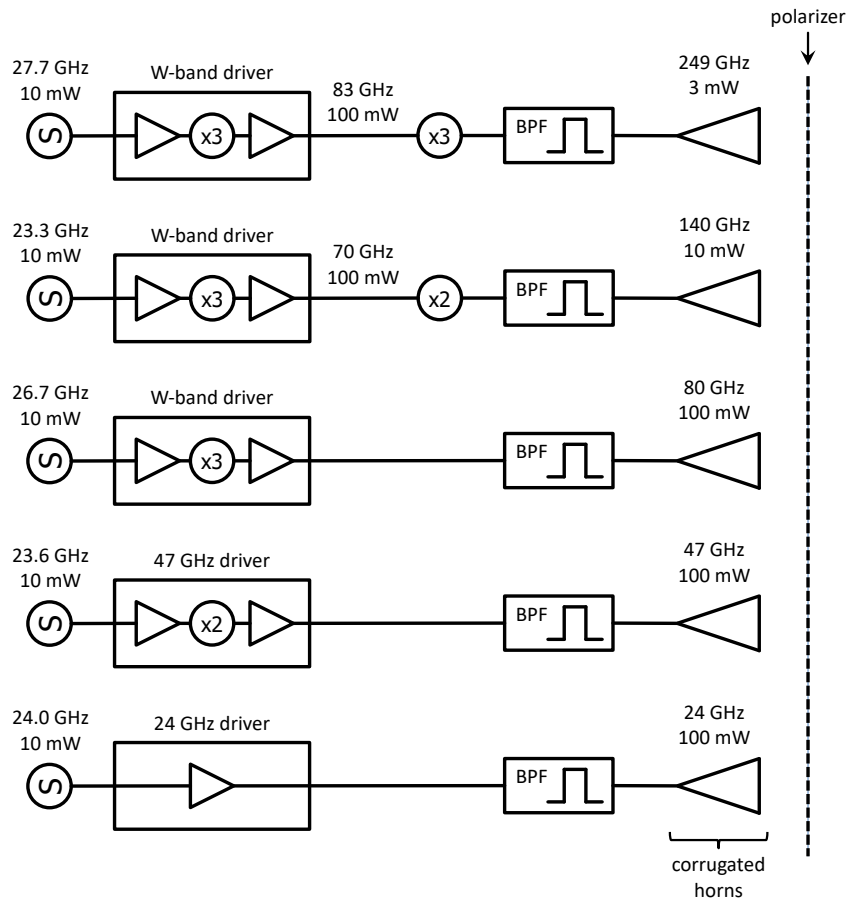 polarizer
27.7 GHz
10 mW
W-band driver
83 GHz
100 mW
249 GHz
3 mW
S
x3
x3
BPF
23.3 GHz
10 mW
W-band driver
70 GHz
100 mW
140 GHz
10 mW
S
x3
x2
BPF
26.7 GHz
10 mW
W-band driver
80 GHz
100 mW
S
x3
BPF
23.6 GHz
10 mW
47 GHz driver
47 GHz
100 mW
S
x2
BPF
24.0 GHz
10 mW
24 GHz driver
24 GHz
100 mW
S
BPF
corrugated
horns